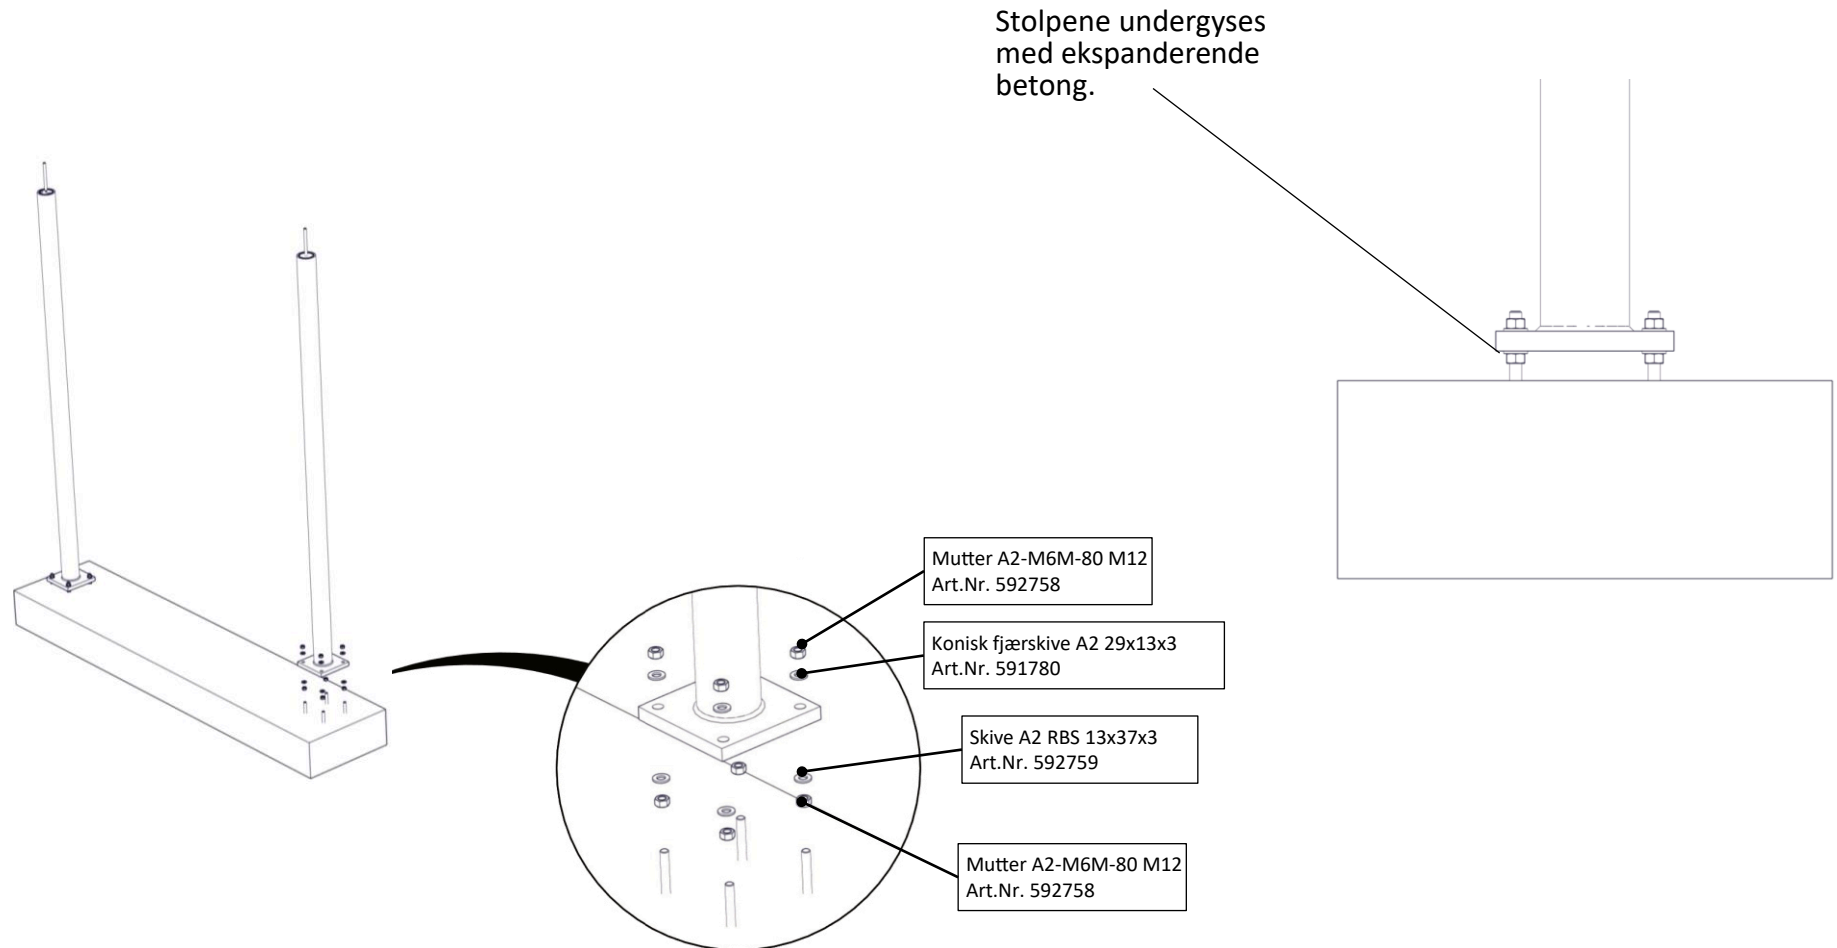 Stolpene undergyses
med ekspanderende
betong.
Mutter A2-M6M-80 M12
Art.Nr. 592758
Konisk fjærskive A2 29x13x3
Art.Nr. 591780
Skive A2 RBS 13x37x3
Art.Nr. 592759
Mutter A2-M6M-80 M12
Art.Nr. 592758